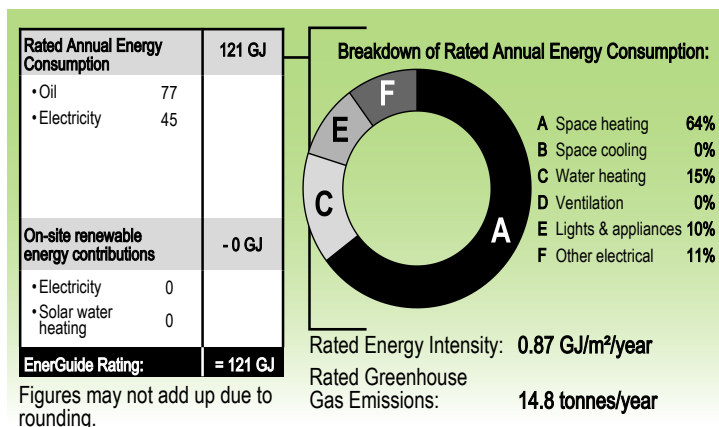 Rated Annual Energy
Consumption
121 GJ
• Oil 77
• Electricity 45
On-site renewable
energy contributions
- 0 GJ
• Electricity 0
• Solar water
heating
0
EnerGuide Rating: = 121 GJ
Figures may not add up due to
rounding.
Breakdown of Rated Annual Energy Consumption:
F
E
C
A
A Space heating 64%
B Space cooling 0%
C Water heating 15%
D Ventilation 0%
E Lights & appliances 10%
F Other electrical 11%
Rated Energy Intensity: 0.87 GJ/m²/year
Rated Greenhouse
Gas Emissions: 14.8 tonnes/year